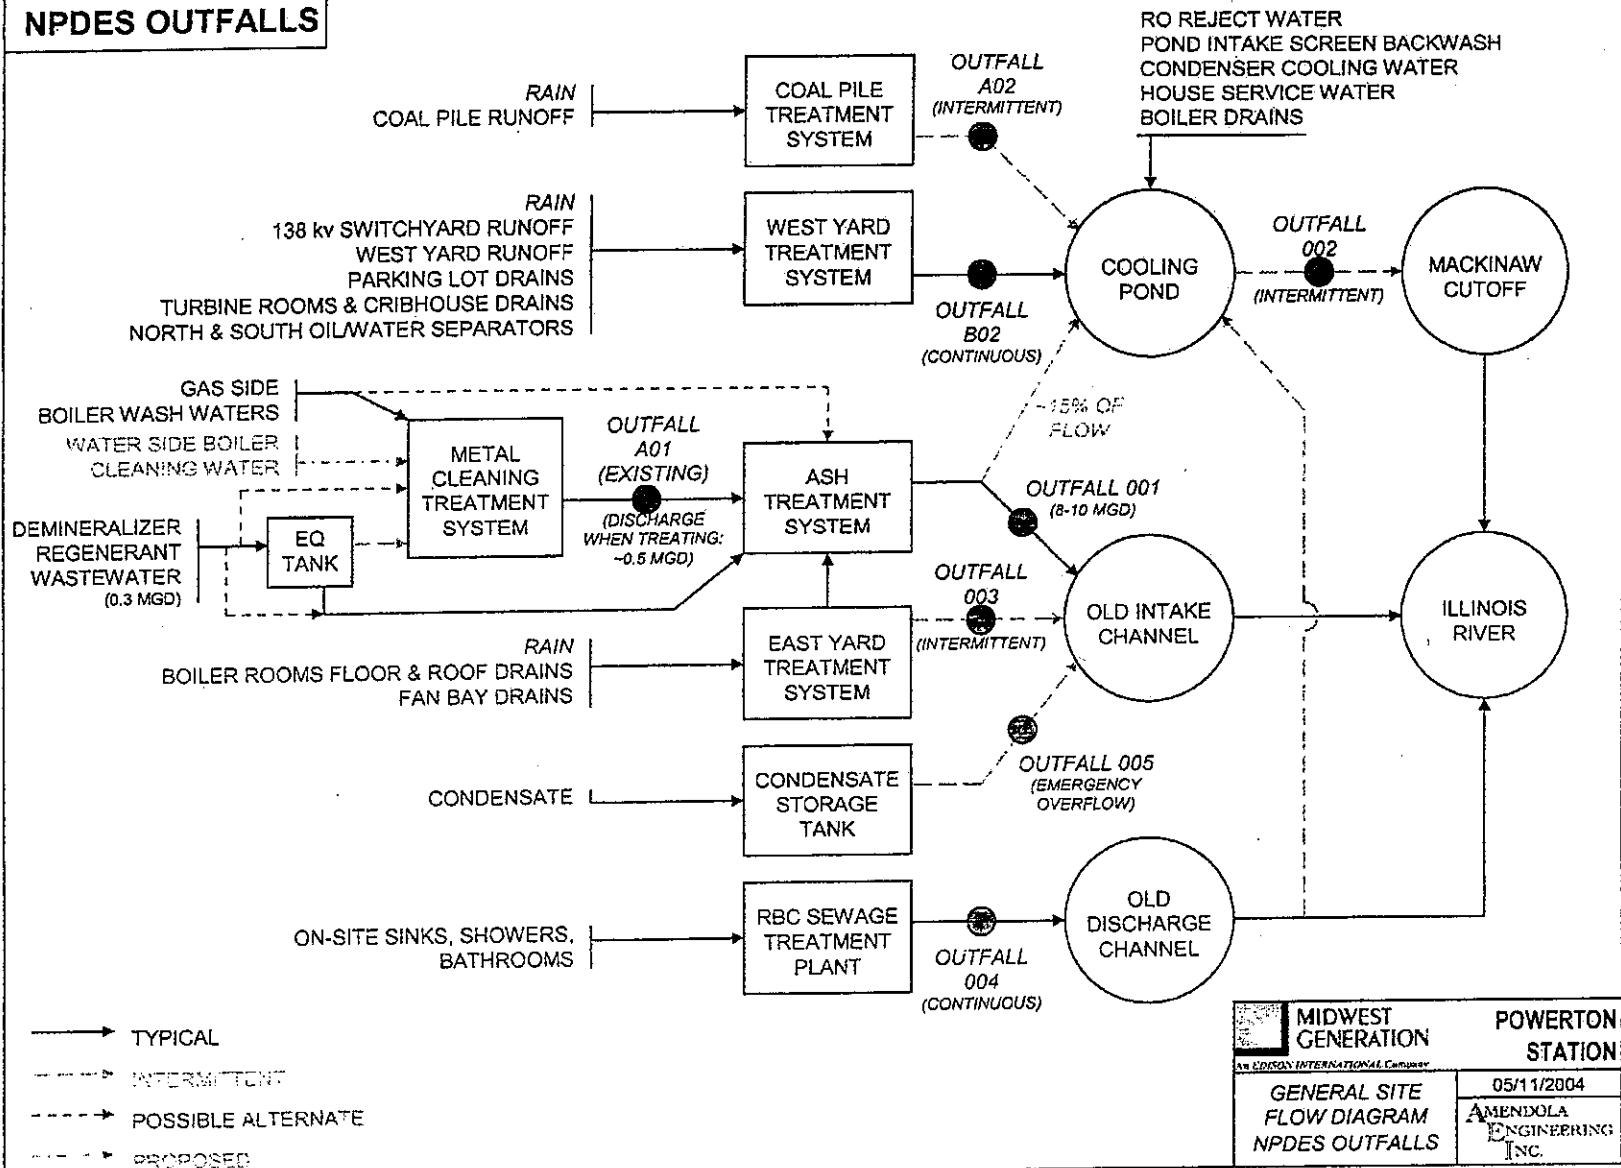 NPDES OUTFALLS
RO REJECT WATER
POND INTAKE SCREEN BACKWASH
CONDENSER COOLING WATER
HOUSE SERVICE WATER
BOILER DRAINS
RAIN
COAL PILE RUNOFF
COAL PILE
TREATMENT
SYSTEM
OUTFALL
A02
(INTERMITTENT)
RAIN
138 kv SWITCHYARD RUNOFF
WEST YARD RUNOFF
PARKING LOT DRAINS
TURBINE ROOMS & CRIBHOUSE DRAINS
NORTH & SOUTH OIL/WATER SEPARATORS
WEST YARD
TREATMENT
SYSTEM
OUTFALL
B02
(CONTINUOUS)
COOLING
POND
OUTFALL
002
(INTERMITTENT)
MACKINAW
CUTOFF
GAS SIDE
BOILER WASH WATERS
WATER SIDE BOILER
CLEANING WATER
DEMINERALIZER
REGENERANT
WASTEWATER
(0.3 MGD)
EQ
TANK
METAL
CLEANING
TREATMENT
SYSTEM
OUTFALL
A01
(EXISTING)
(DISCHARGE
WHEN TREATING:
~0.5 MGD)
ASH
TREATMENT
SYSTEM
~15% OF
FLOW
OUTFALL 001
(8-10 MGD)
OUTFALL
003
(INTERMITTENT)
OLD INTAKE
CHANNEL
ILLINOIS
RIVER
RAIN
BOILER ROOMS FLOOR & ROOF DRAINS
FAN BAY DRAINS
EAST YARD
TREATMENT
SYSTEM
CONDENSATE
CONDENSATE
STORAGE
TANK
OUTFALL 005
(EMERGENCY
OVERFLOW)
ON-SITE SINKS, SHOWERS,
BATHROOMS
RBC SEWAGE
TREATMENT
PLANT
OUTFALL
004
(CONTINUOUS)
OLD
DISCHARGE
CHANNEL
TYPICAL
INTERMITTENT
POSSIBLE ALTERNATE
PROPOSED
MIDWEST
GENERATION
An EDISON INTERNATIONAL Company
POWERTON
STATION
GENERAL SITE
FLOW DIAGRAM
NPDES OUTFALLS
05/11/2004
AMENDOLA
ENGINEERING
INC.